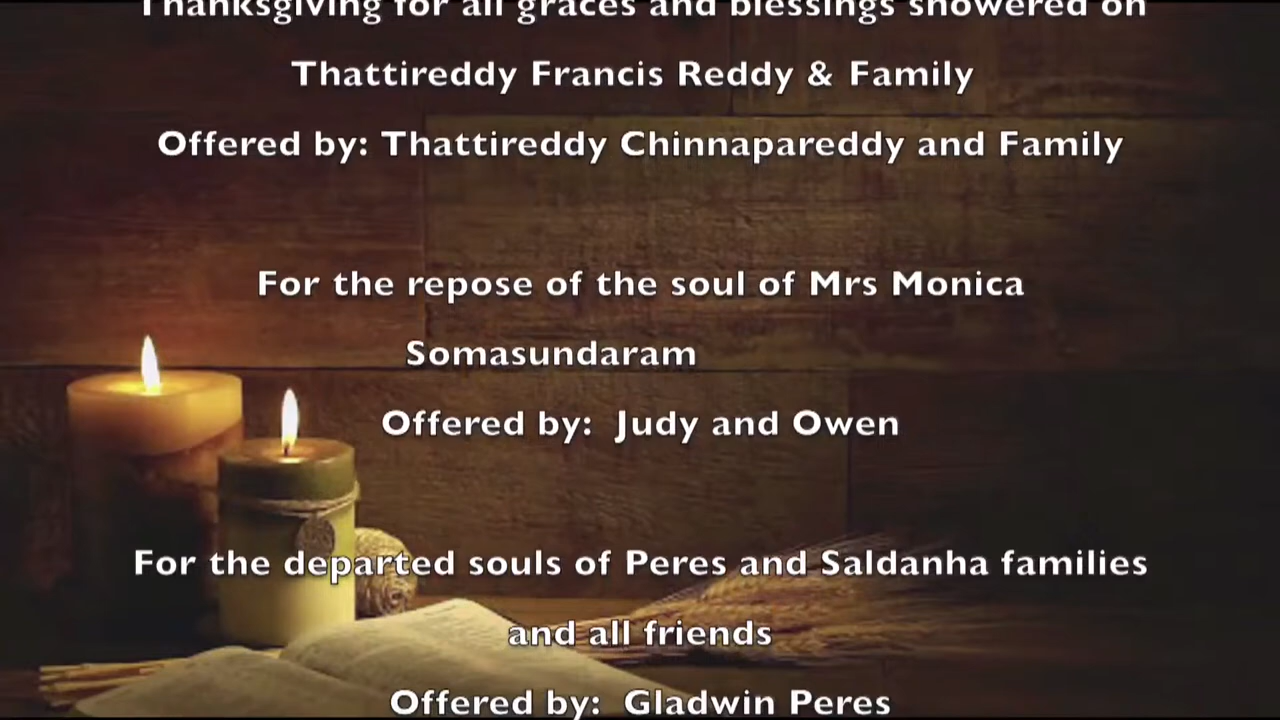 Thanksgiving for all graces and blessings showered on
Thattireddy Francis Reddy & Family
Offered by: Thattireddy Chinnapareddy and Family
For the repose of the soul of Mrs Monica
Somasundaram
Offered by: Judy and Owen
For the departed souls of Peres and Saldanha families
and all friends
Offered by: Gladwin Peres